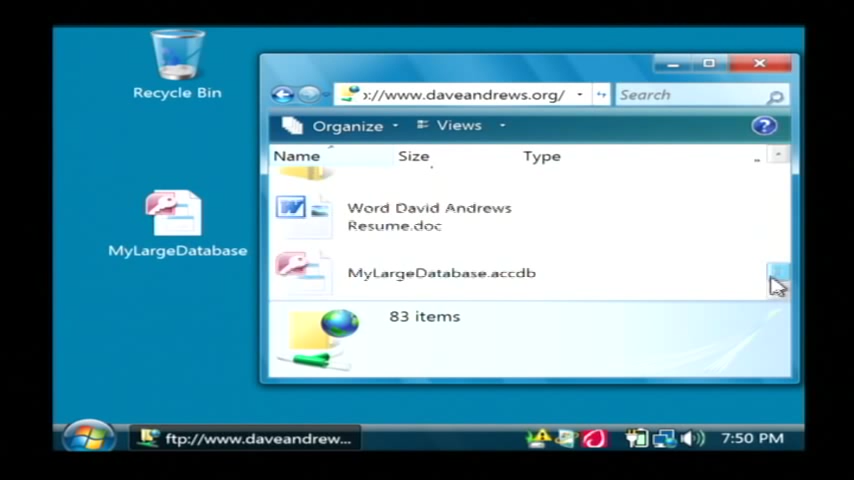 Recycle Bin
MyLargeDatabase
://www.daveandrews.org/
Search
Organize
Views
?
Name
Size
Type
..
W
Word David Andrews
Resume.doc
MyLargeDatabase.accdb
83 items
ftp://www.daveandrew...
7:50 PM